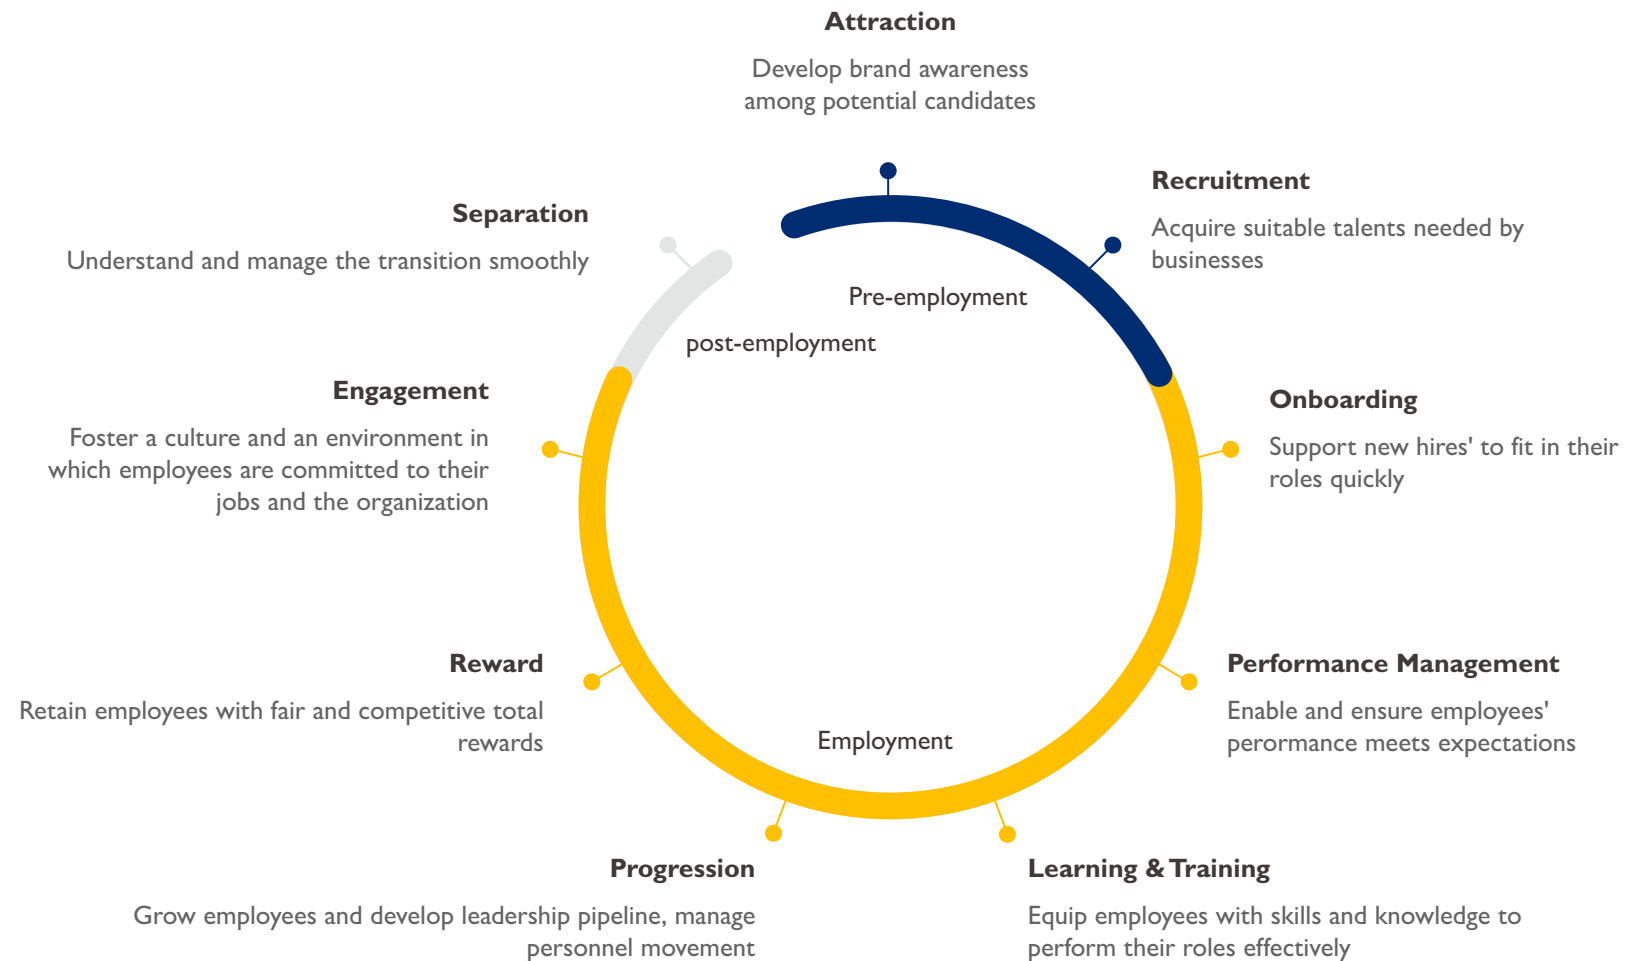 Attraction
Develop brand awareness
among potential candidates
Recruitment
Acquire suitable talents needed by
businesses
Separation
Understand and manage the transition smoothly
Pre-employment
post-employment
Engagement
Foster a culture and an environment in
which employees are committed to their
jobs and the organization
Onboarding
Support new hires' to fit in their
roles quickly
Reward
Retain employees with fair and competitive total
rewards
Performance Management
Enable and ensure employees'
perormance meets expectations
Employment
Progression
Grow employees and develop leadership pipeline, manage
personnel movement
Learning & Training
Equip employees with skills and knowledge to
perform their roles effectively